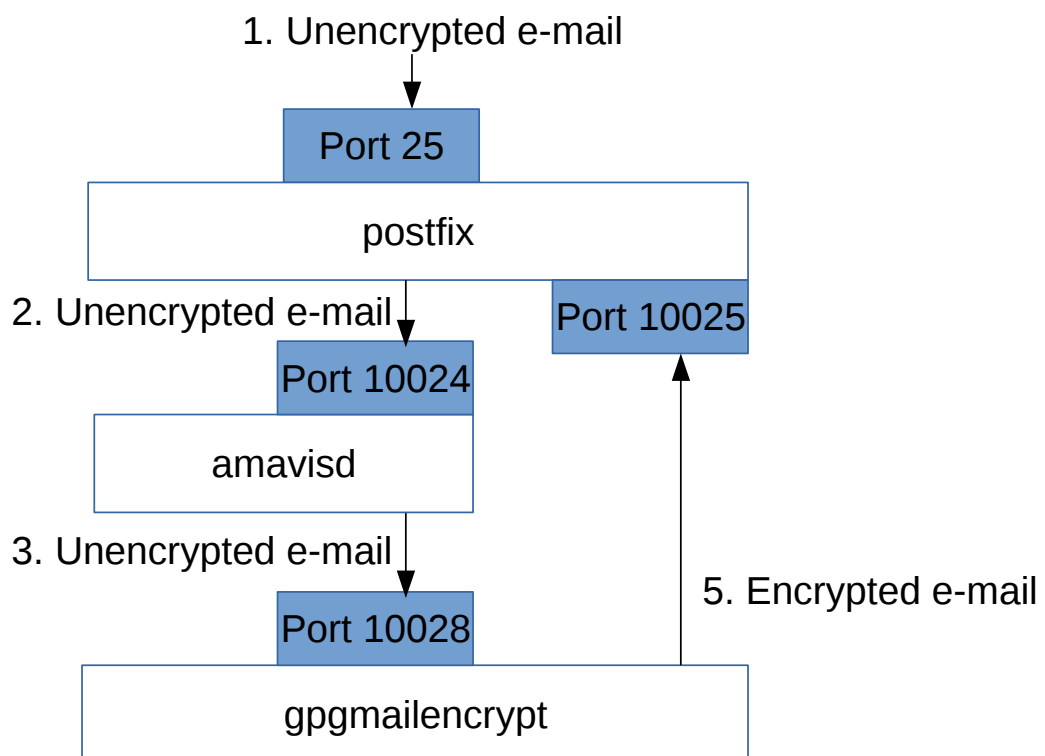 1. Unencrypted e-mail
Port 25
postfix
2. Unencrypted e-mail
Port 10025
Port 10024
amavisd
3. Unencrypted e-mail
5. Encrypted e-mail
Port 10028
gpgmailencrypt